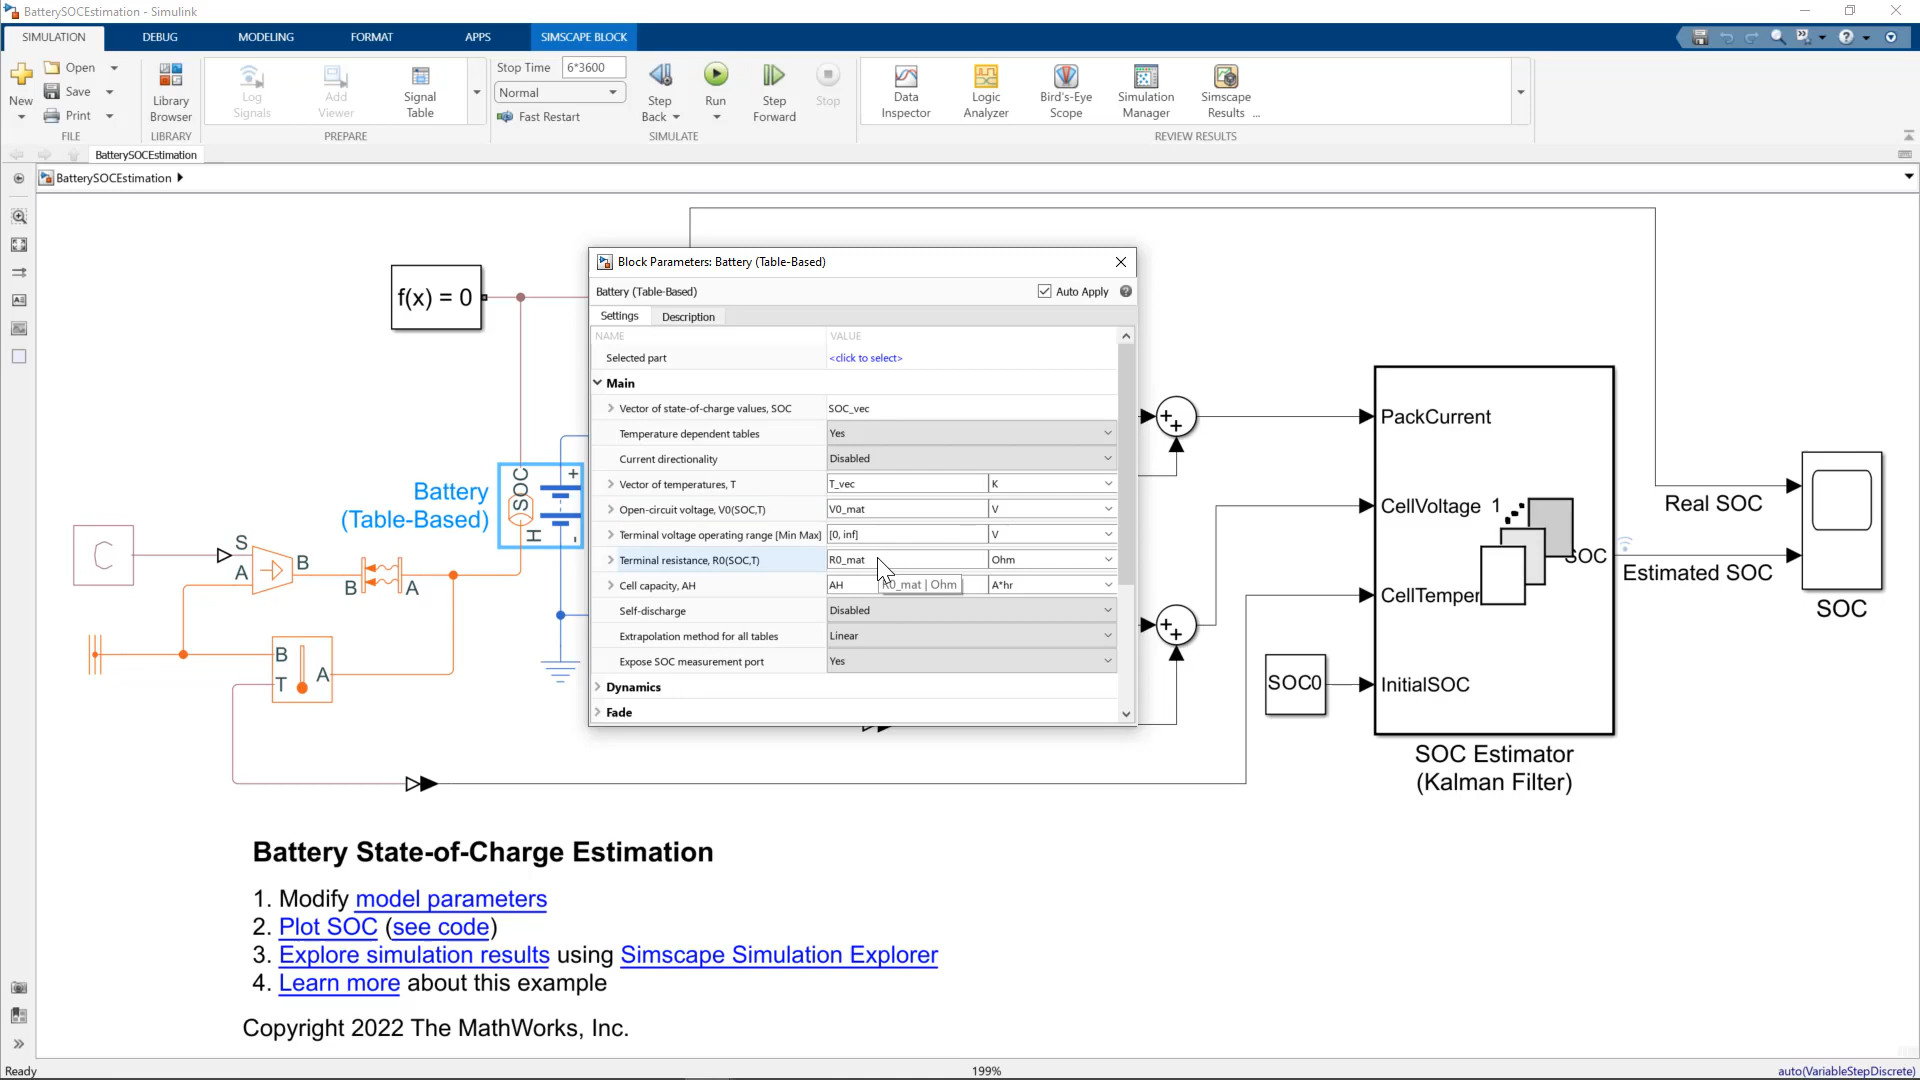 BatterySOCEstimation - Simulink
SIMULATION DEBUG MODELING FORMAT APPS SIMSCAPE BLOCK
New
Open
Save
Print
FILE
Library Browser
LIBRARY
Log Signals
Add Viewer
Signal Table
PREPARE
Stop Time 6*3600
Normal
Fast Restart
Step Back
Run
Step Forward
Stop
SIMULATE
Data Inspector
Logic Analyzer
Bird's-Eye Scope
Simulation Manager
Simscape Results ...
REVIEW RESULTS
BatterySOCEstimation
BatterySOCEstimation
f(x) = 0
Battery
(Table-Based)
SOC
H
+
-
C
S
A
B
B
A
B
T
A
Block Parameters: Battery (Table-Based)
Battery (Table-Based) Auto Apply
Settings Description
NAME VALUE
Selected part <click to select>
Main
Vector of state-of-charge values, SOC SOC_vec
Temperature dependent tables Yes
Current directionality Disabled
Vector of temperatures, T T_vec K
Open-circuit voltage, V0(SOC,T) V0_mat V
Terminal voltage operating range [Min Max] [0, inf] V
Terminal resistance, R0(SOC,T) R0_mat Ohm
Cell capacity, AH AH A*hr
R0_mat | Ohm
Self-discharge Disabled
Extrapolation method for all tables Linear
Expose SOC measurement port Yes
Dynamics
Fade
+
+
+
+
PackCurrent
CellVoltage
1
SOC
CellTemper
InitialSOC
SOC0
SOC Estimator
(Kalman Filter)
Real SOC
Estimated SOC
SOC
Battery State-of-Charge Estimation
1. Modify model parameters
2. Plot SOC (see code)
3. Explore simulation results using Simscape Simulation Explorer
4. Learn more about this example
Copyright 2022 The MathWorks, Inc.
Ready 199% auto(VariableStepDiscrete)